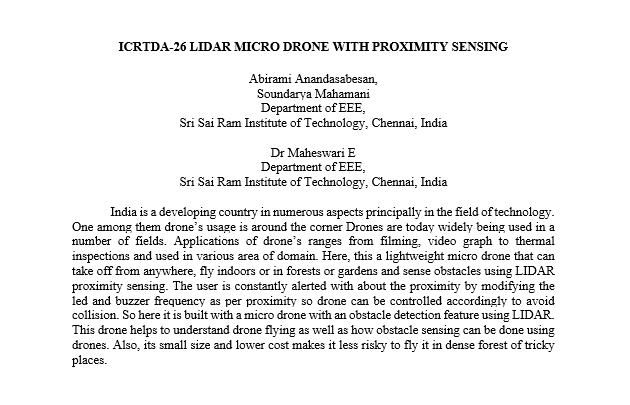 ICRTDA-26 LIDAR MICRO DRONE WITH PROXIMITY SENSING
Abirami Anandasabesan,
Soundarya Mahamani
Department of EEE,
Sri Sai Ram Institute of Technology, Chennai, India
Dr Maheswari E
Department of EEE,
Sri Sai Ram Institute of Technology, Chennai, India
India is a developing country in numerous aspects principally in the field of technology.
One among them drone’s usage is around the corner Drones are today widely being used in a
number of fields. Applications of drone’s ranges from filming, video graph to thermal
inspections and used in various area of domain. Here, this a lightweight micro drone that can
take off from anywhere, fly indoors or in forests or gardens and sense obstacles using LIDAR
proximity sensing. The user is constantly alerted with about the proximity by modifying the
led and buzzer frequency as per proximity so drone can be controlled accordingly to avoid
collision. So here it is built with a micro drone with an obstacle detection feature using LIDAR.
This drone helps to understand drone flying as well as how obstacle sensing can be done using
drones. Also, its small size and lower cost makes it less risky to fly it in dense forest of tricky
places.